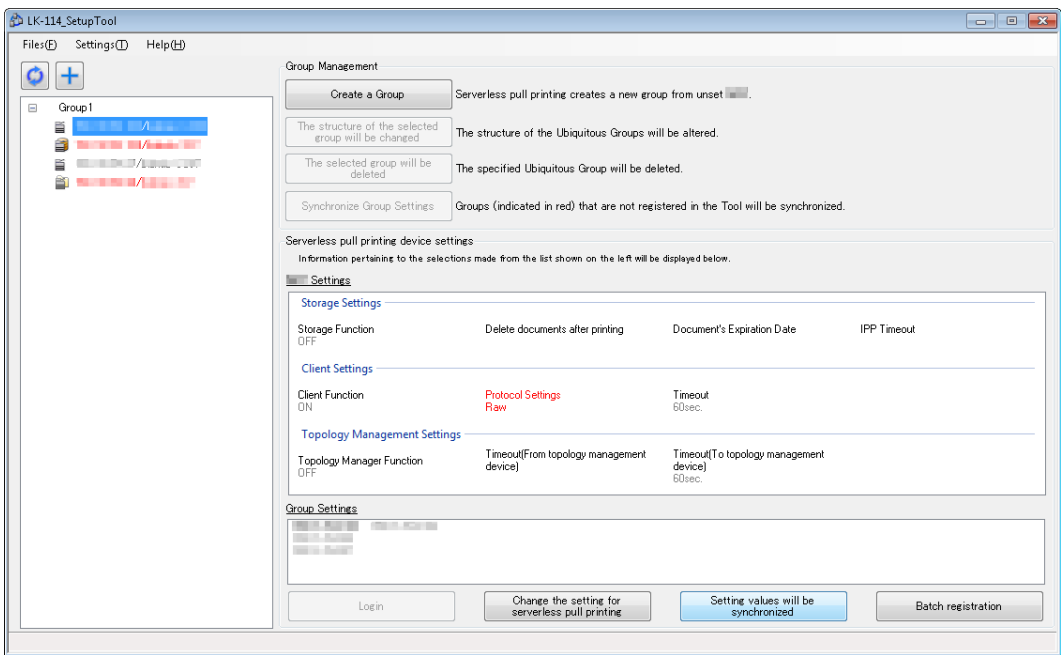 LK-114_SetupTool
Files(F) Settings(T) Help(H)
Group1
Group Management
Create a Group
Serverless pull printing creates a new group from unset
The structure of the selected
group will be changed
The structure of the Ubiquitous Groups will be altered.
The selected group will be
deleted
The specified Ubiquitous Group will be deleted.
Synchronize Group Settings
Groups (indicated in red) that are not registered in the Tool will be synchronized.
Serverless pull printing device settings
Information pertaining to the selections made from the list shown on the left will be displayed below.
Settings
Storage Settings
Storage Function
OFF
Delete documents after printing
Document's Expiration Date
IPP Timeout
Client Settings
Client Function
ON
Protocol Settings
Raw
Timeout
60sec.
Topology Management Settings
Topology Manager Function
OFF
Timeout(From topology management
device)
Timeout(To topology management
device)
60sec.
Group Settings
Login
Change the setting for
serverless pull printing
Setting values will be
synchronized
Batch registration